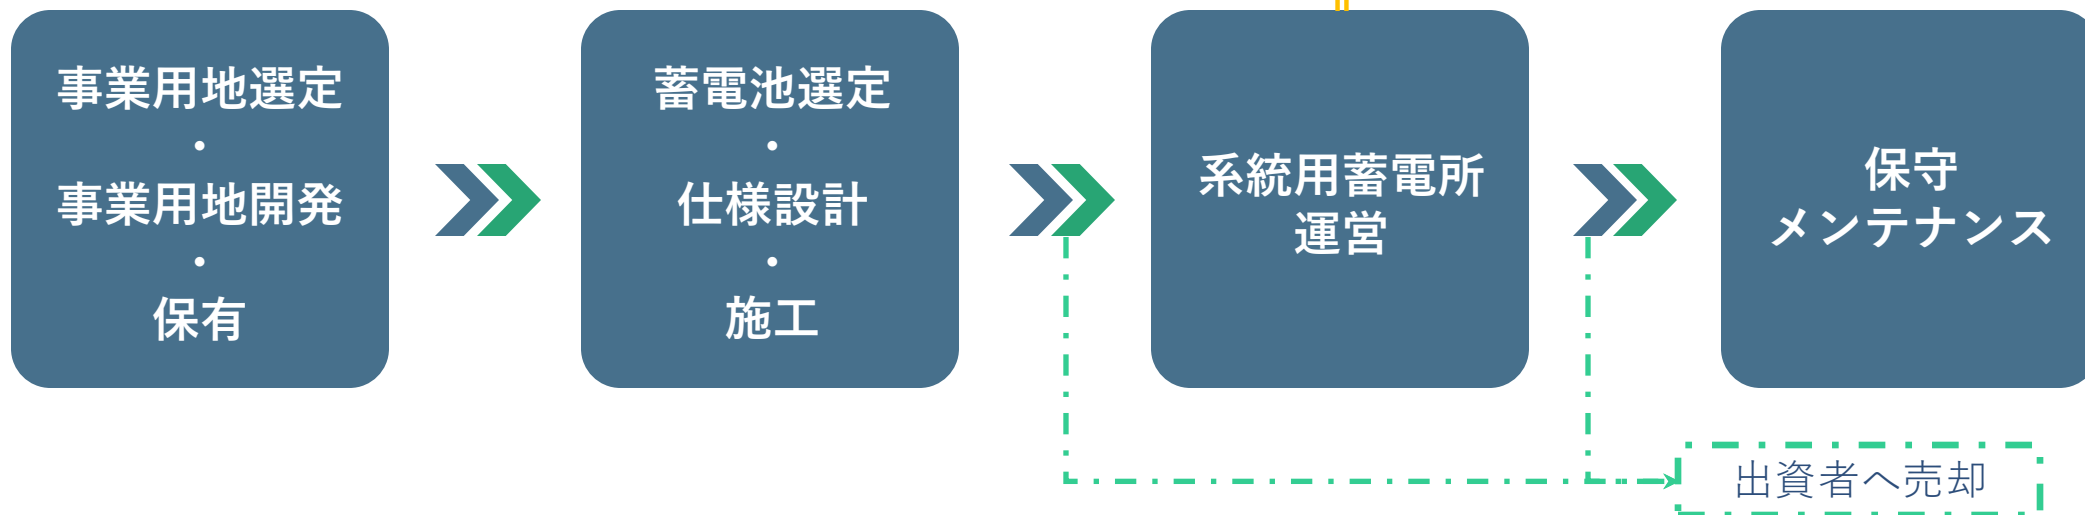 事業用地選定
・
事業用地開発
・
保有
蓄電池選定
・
仕様設計
・
施工
系統用蓄電所
運営
保守
メンテナンス
出資者へ売却